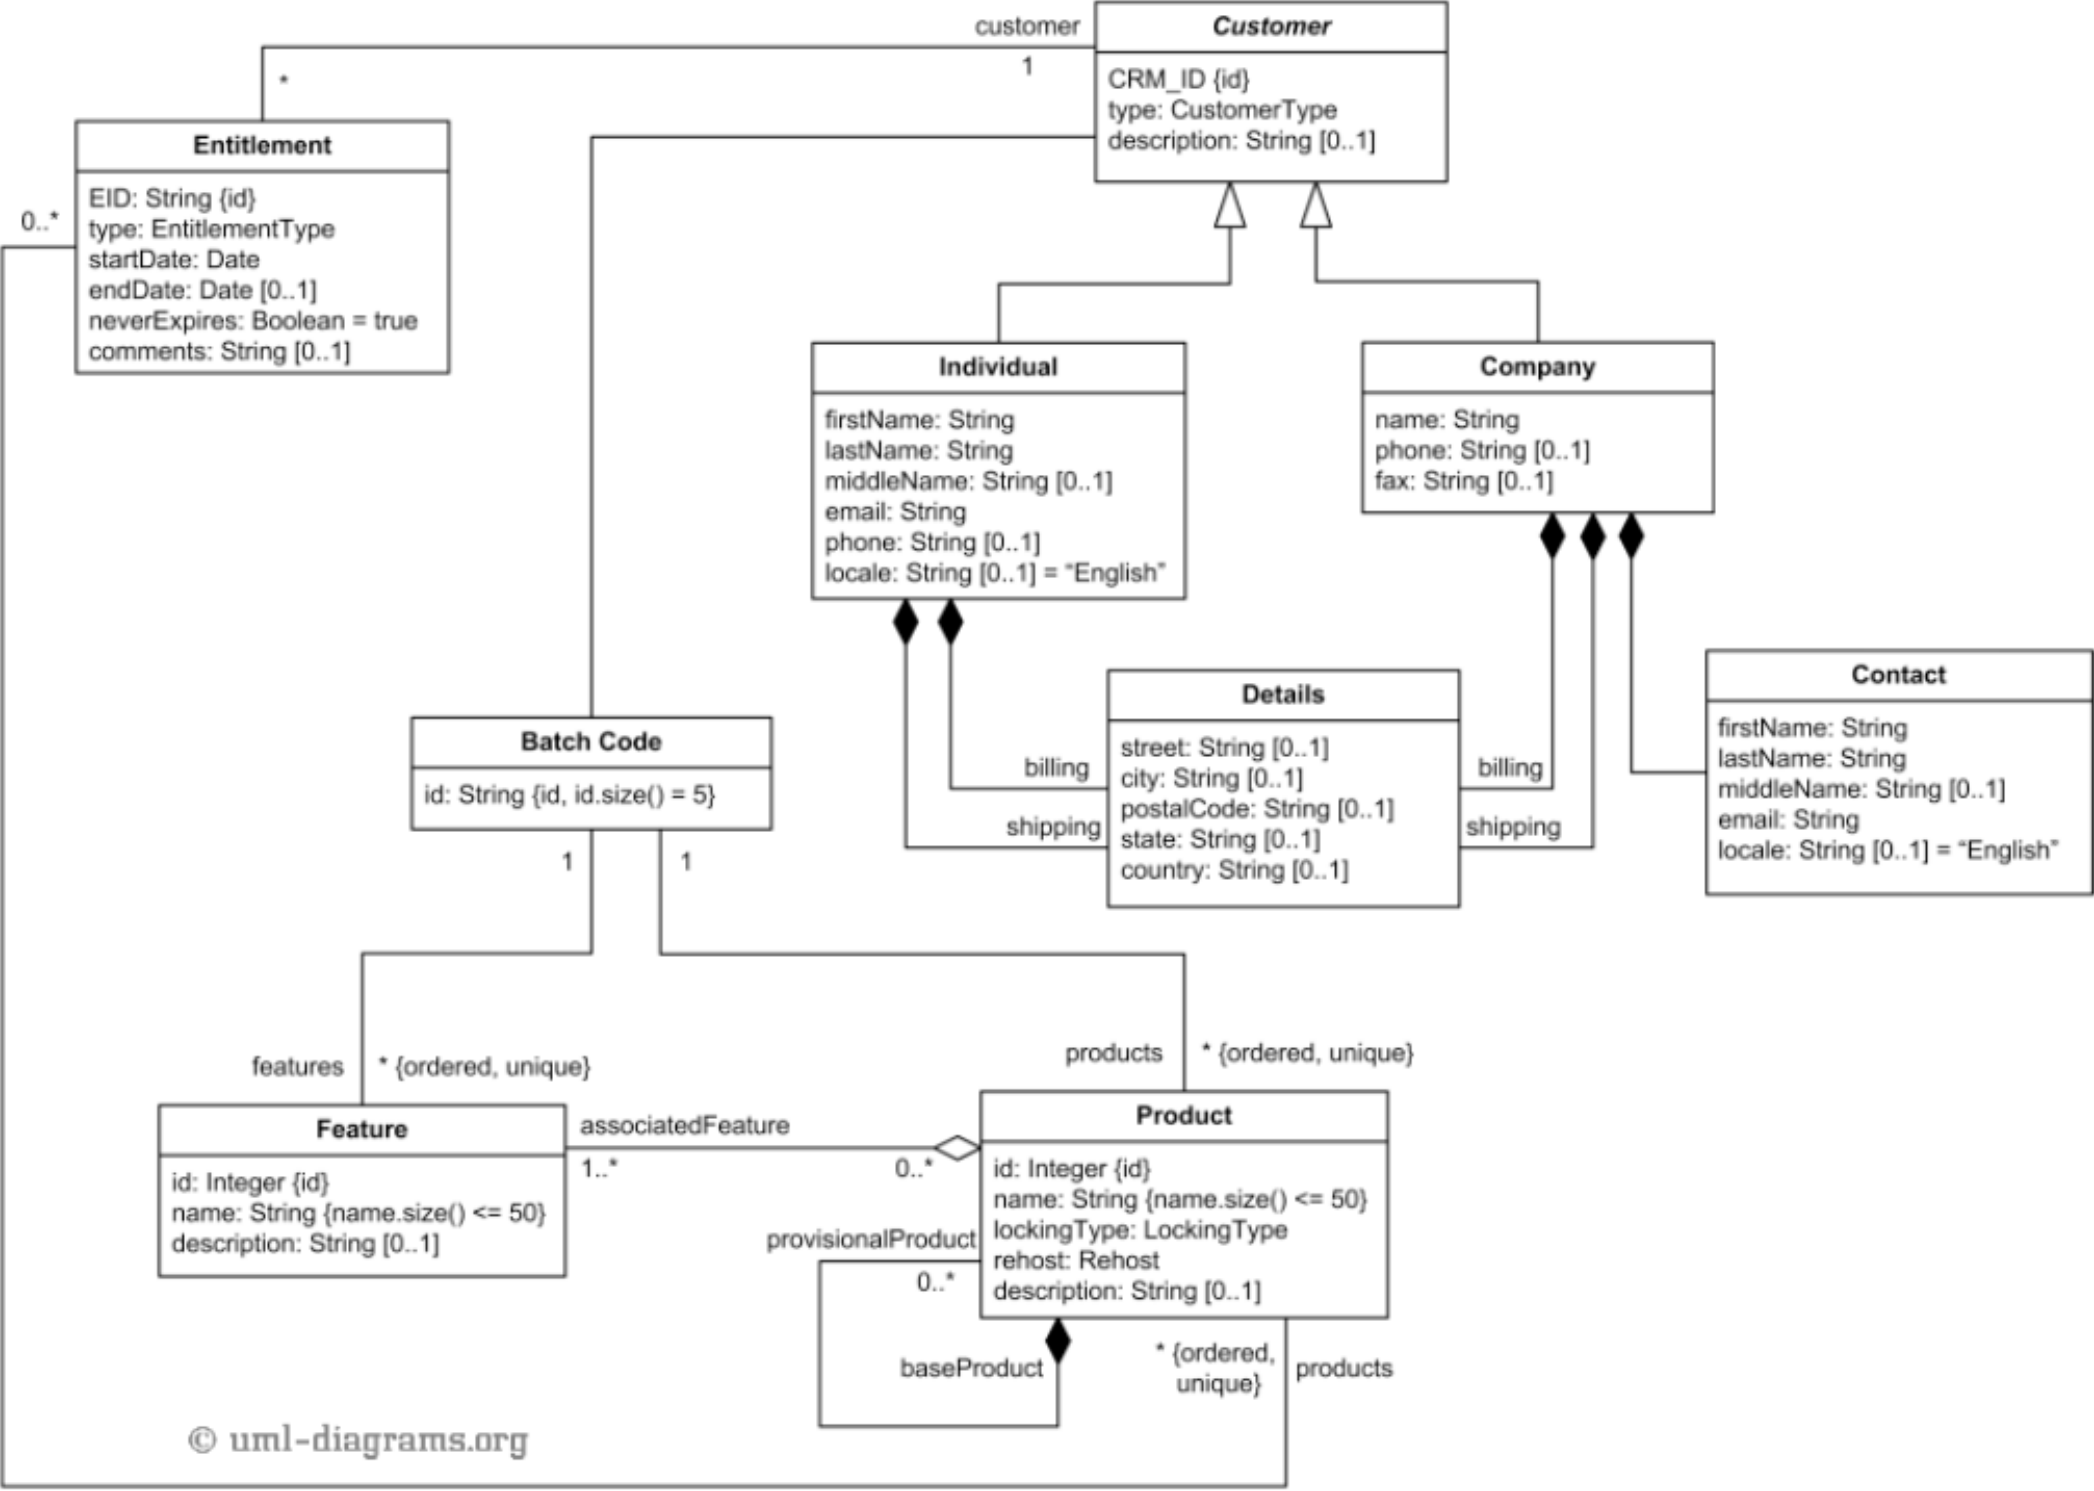 customer
1
*
Customer
CRM_ID {id}
type: CustomerType
description: String [0..1]
Entitlement
EID: String {id}
type: EntitlementType
startDate: Date
endDate: Date [0..1]
neverExpires: Boolean = true
comments: String [0..1]
0..*
Individual
firstName: String
lastName: String
middleName: String [0..1]
email: String
phone: String [0..1]
locale: String [0..1] = “English”
Company
name: String
phone: String [0..1]
fax: String [0..1]
Details
street: String [0..1]
city: String [0..1]
postalCode: String [0..1]
state: String [0..1]
country: String [0..1]
billing
shipping
billing
shipping
Contact
firstName: String
lastName: String
middleName: String [0..1]
email: String
locale: String [0..1] = “English”
Batch Code
id: String {id, id.size() = 5}
1
1
features
* {ordered, unique}
products
* {ordered, unique}
Feature
id: Integer {id}
name: String {name.size() <= 50}
description: String [0..1]
associatedFeature
1..*
0..*
Product
id: Integer {id}
name: String {name.size() <= 50}
lockingType: LockingType
rehost: Rehost
description: String [0..1]
provisionalProduct
0..*
baseProduct
* {ordered,
unique}
products
© uml-diagrams.org